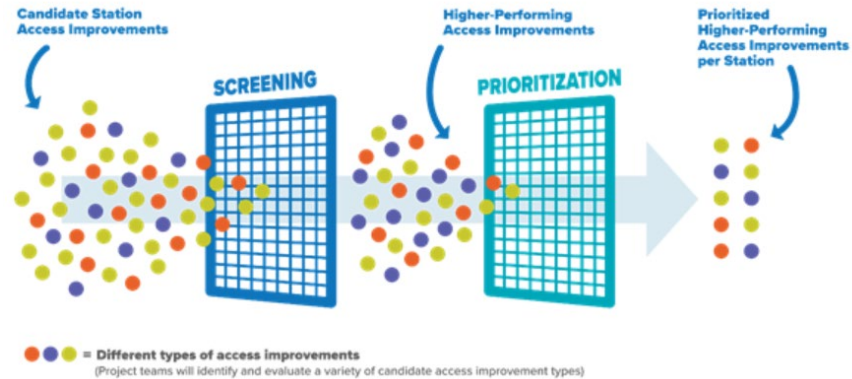 Candidate Station
Access Improvements
Higher-Performing
Access Improvements
Prioritized
Higher-Performing
Access Improvements
per Station
SCREENING
PRIORITIZATION
= Different types of access improvements
(Project teams will identify and evaluate a variety of candidate access improvement types)